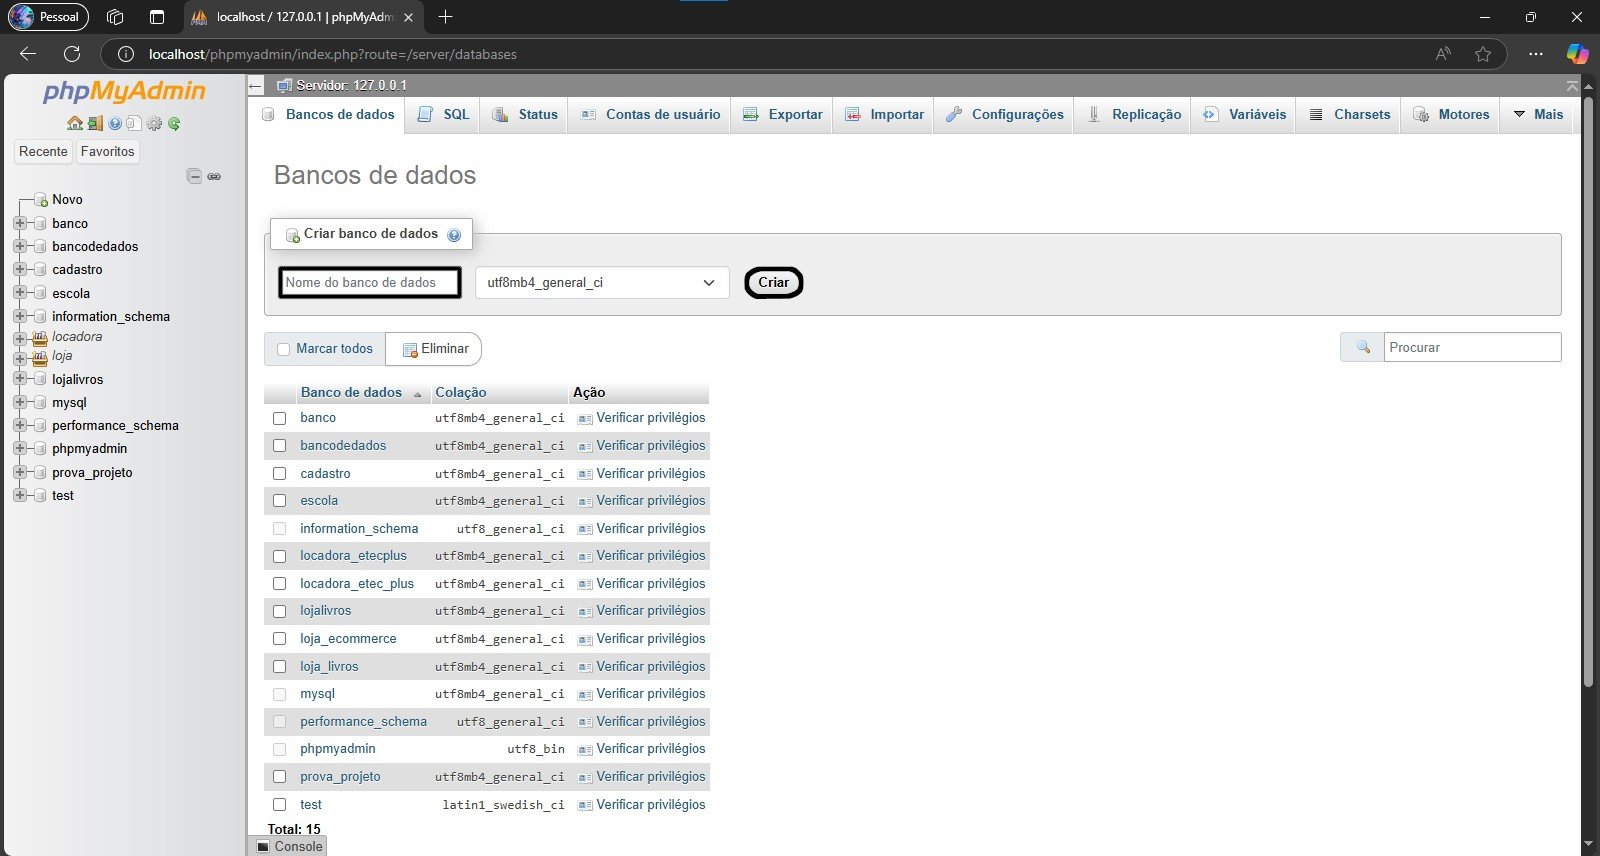 Pessoal
localhost / 127.0.0.1 | phpMyAdm
localhost/phpmyadmin/index.php?route=/server/databases
phpMyAdmin
Recente Favoritos
Novo
banco
bancodedados
cadastro
escola
information_schema
locadora
loja
lojalivros
mysql
performance_schema
phpmyadmin
prova_projeto
test
Servidor: 127.0.0.1
Bancos de dados SQL Status Contas de usuário Exportar Importar Configurações Replicação Variáveis Charsets Motores Mais
Bancos de dados
Criar banco de dados
Nome do banco de dados utf8mb4_general_ci Criar
Marcar todos Eliminar Procurar
Banco de dados Colação Ação
banco utf8mb4_general_ci Verificar privilégios
bancodedados utf8mb4_general_ci Verificar privilégios
cadastro utf8mb4_general_ci Verificar privilégios
escola utf8mb4_general_ci Verificar privilégios
information_schema utf8_general_ci Verificar privilégios
locadora_etecplus utf8mb4_general_ci Verificar privilégios
locadora_etec_plus utf8mb4_general_ci Verificar privilégios
lojalivros utf8mb4_general_ci Verificar privilégios
loja_ecommerce utf8mb4_general_ci Verificar privilégios
loja_livros utf8mb4_general_ci Verificar privilégios
mysql utf8mb4_general_ci Verificar privilégios
performance_schema utf8_general_ci Verificar privilégios
phpmyadmin utf8_bin Verificar privilégios
prova_projeto utf8mb4_general_ci Verificar privilégios
test latin1_swedish_ci Verificar privilégios
Total: 15
Console